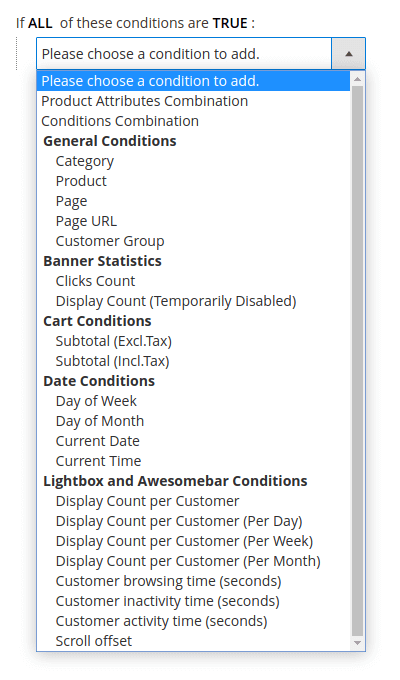 If ALL of these conditions are TRUE :
Please choose a condition to add.
Please choose a condition to add.
Product Attributes Combination
Conditions Combination
General Conditions
Category
Product
Page
Page URL
Customer Group
Banner Statistics
Clicks Count
Display Count (Temporarily Disabled)
Cart Conditions
Subtotal (Excl.Tax)
Subtotal (Incl.Tax)
Date Conditions
Day of Week
Day of Month
Current Date
Current Time
Lightbox and Awesomebar Conditions
Display Count per Customer
Display Count per Customer (Per Day)
Display Count per Customer (Per Week)
Display Count per Customer (Per Month)
Customer browsing time (seconds)
Customer inactivity time (seconds)
Customer activity time (seconds)
Scroll offset